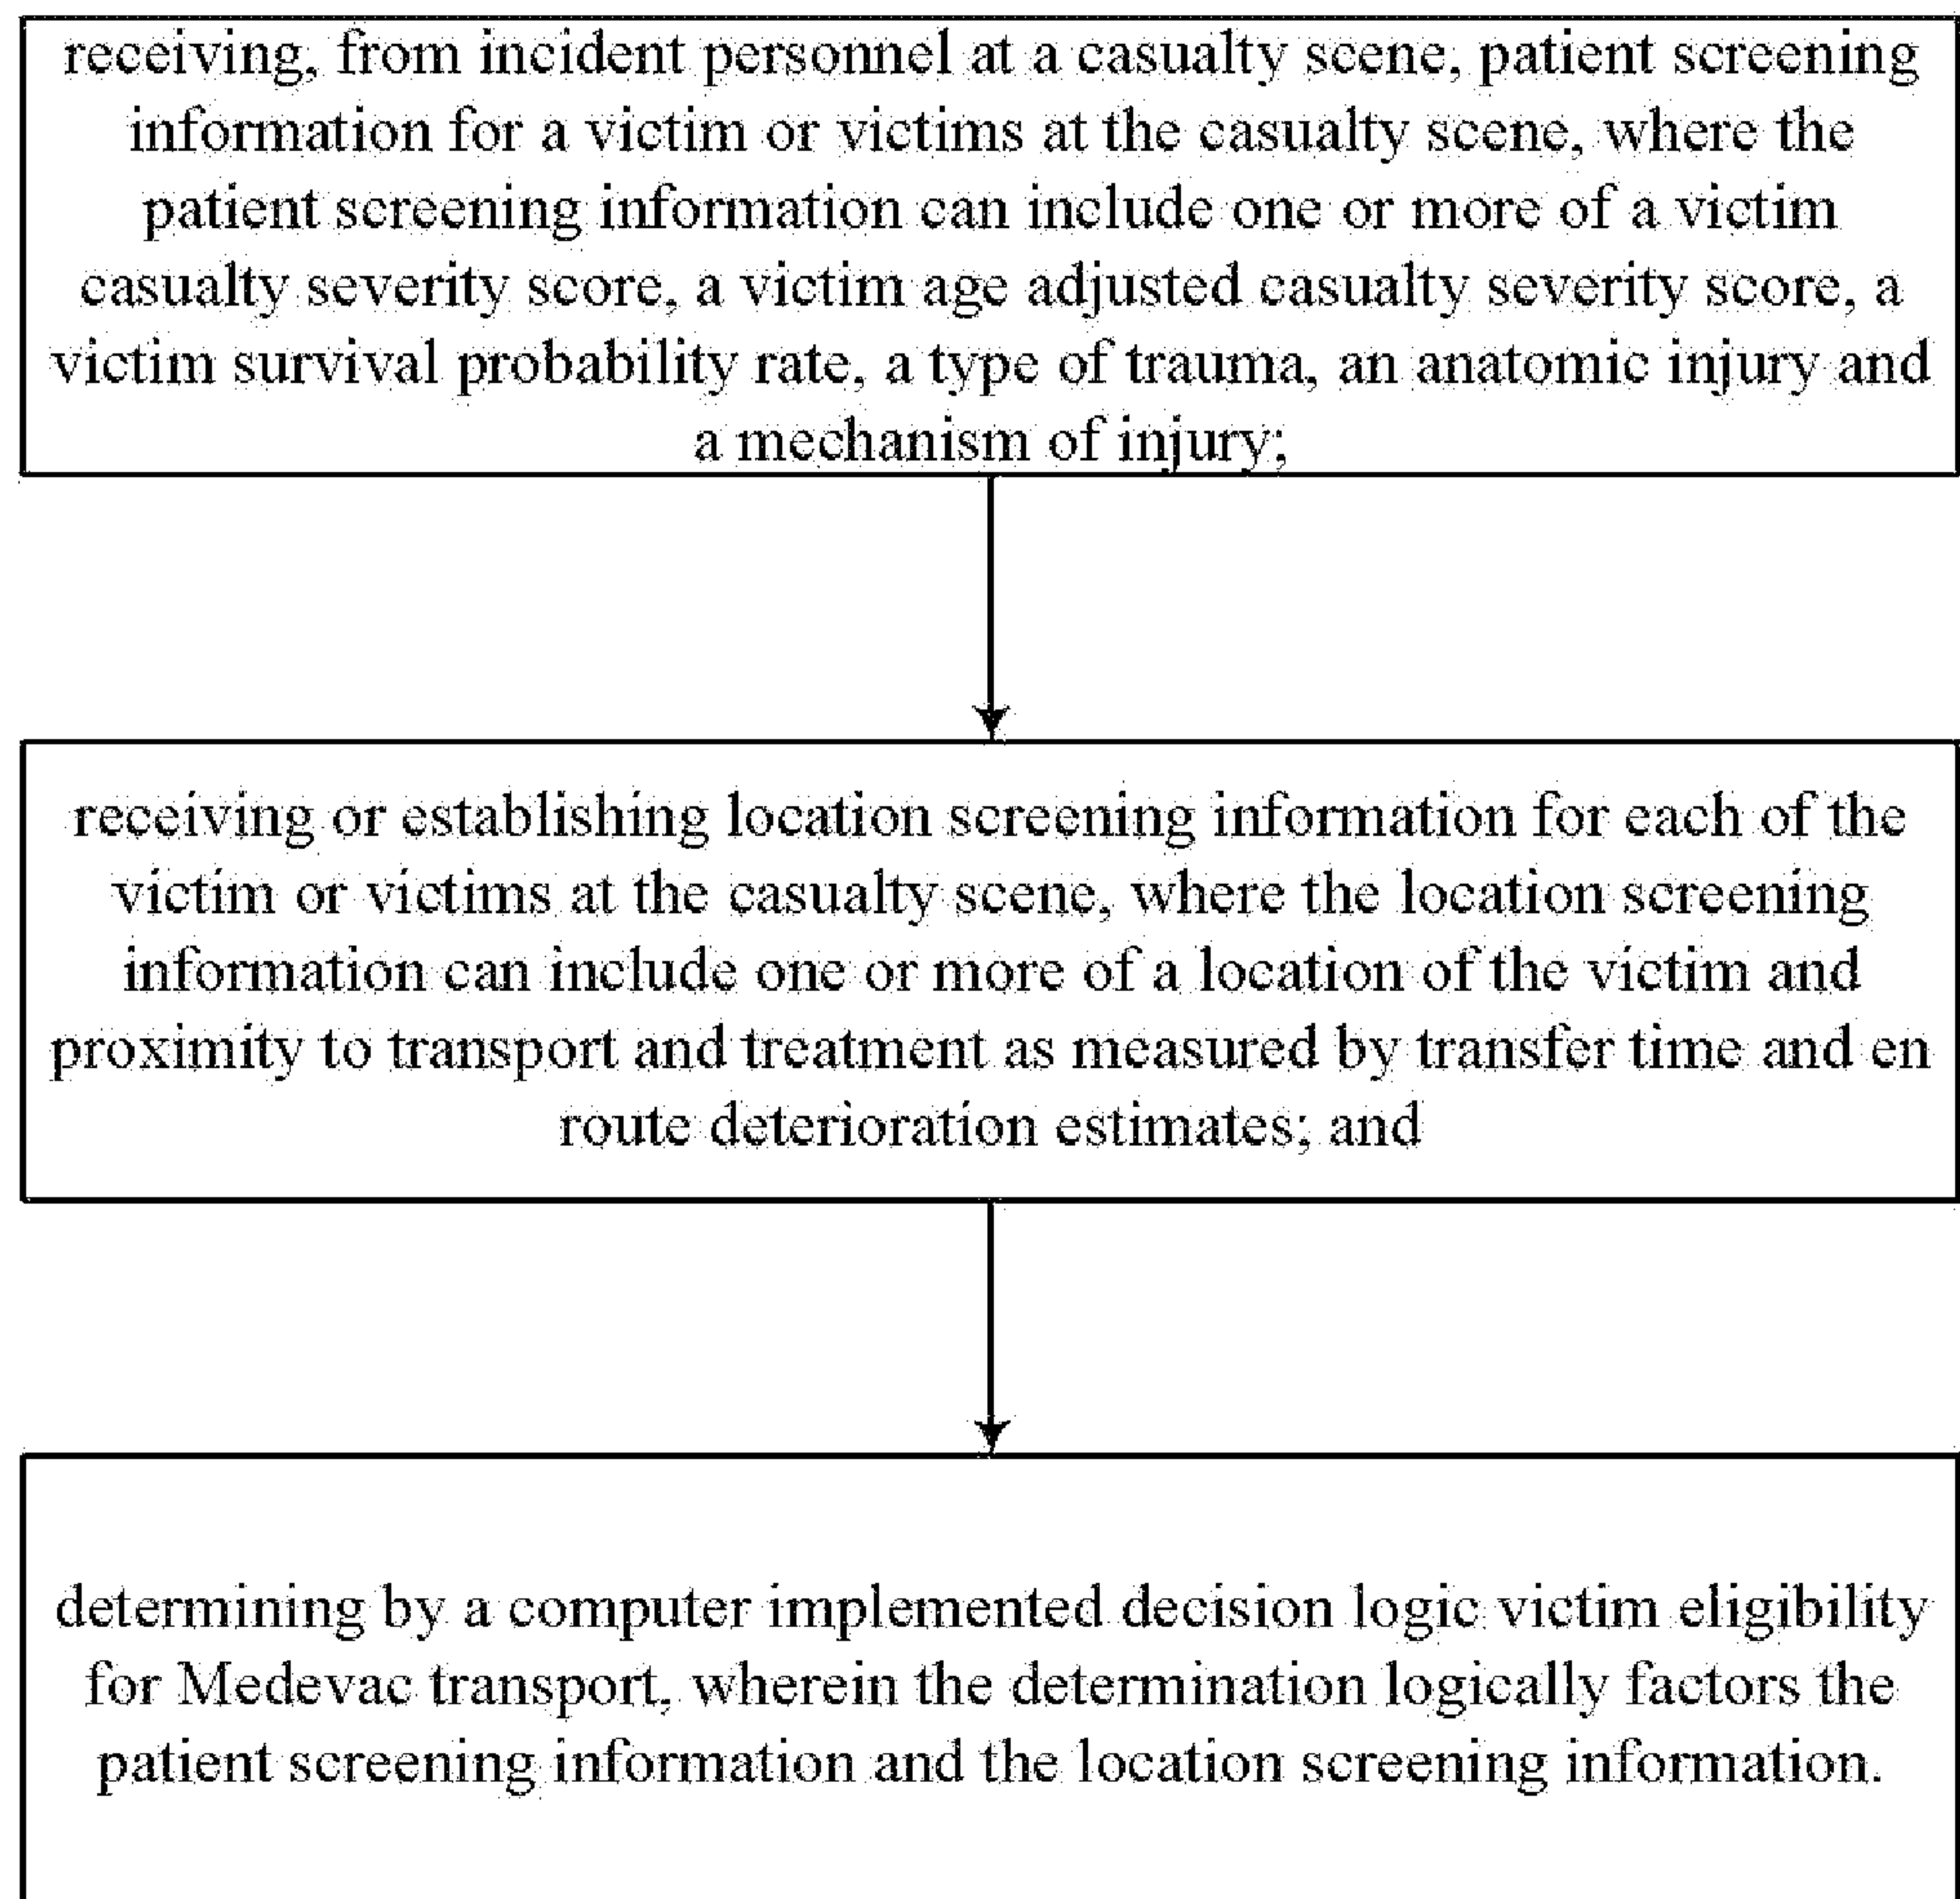 receiving, from incident personnel at a casualty scene, patient screening
information for a victim or victims at the casualty scene, where the
patient screening information can include one or more of a victim
casualty severity score, a victim age adjusted casualty severity score, a
victim survival probability rate, a type of trauma, an anatomic injury and
a mechanism of injury;
receiving or establishing location screening information for each of the
victim or victims at the casualty scene, where the location screening
information can include one or more of a location of the victim and
proximity to transport and treatment as measured by transfer time and en
route deterioration estimates; and
determining by a computer implemented decision logic victim eligibility
for Medevac transport, wherein the determination logically factors the
patient screening information and the location screening information.